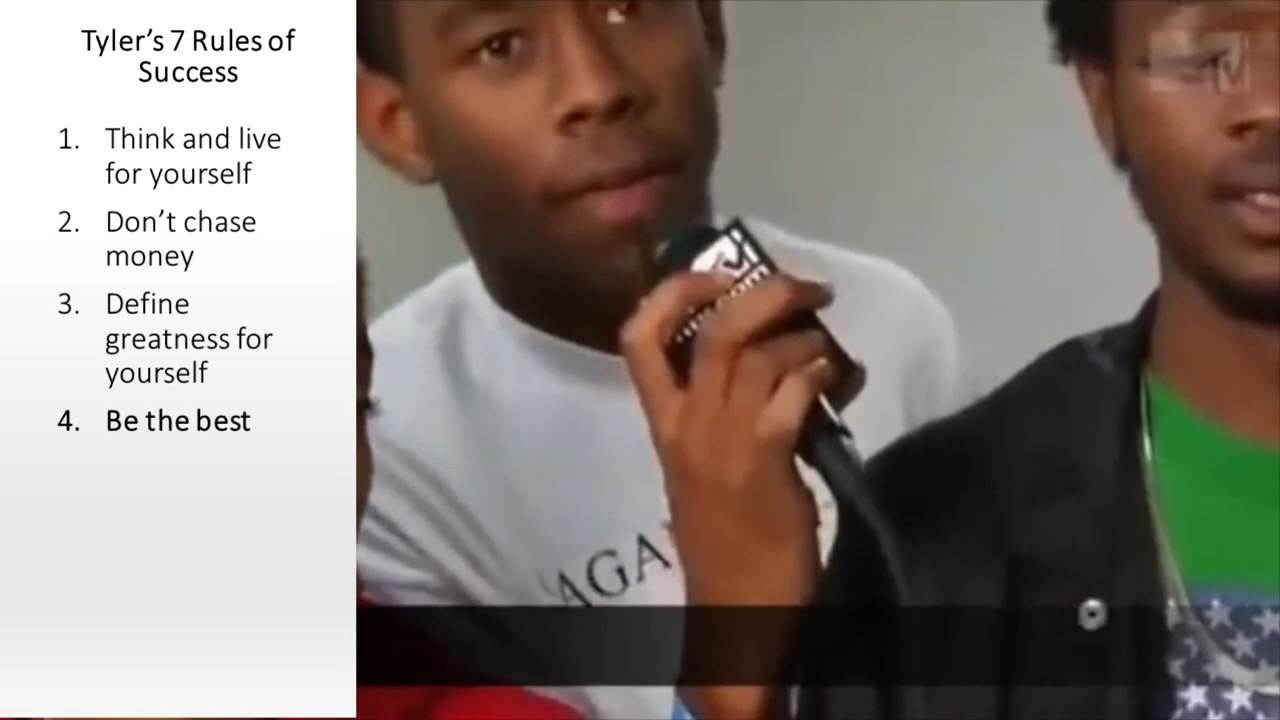 Tyler’s 7 Rules of
Success
1. Think and live
for yourself
2. Don’t chase
money
3. Define
greatness for
yourself
4. Be the best
AGA